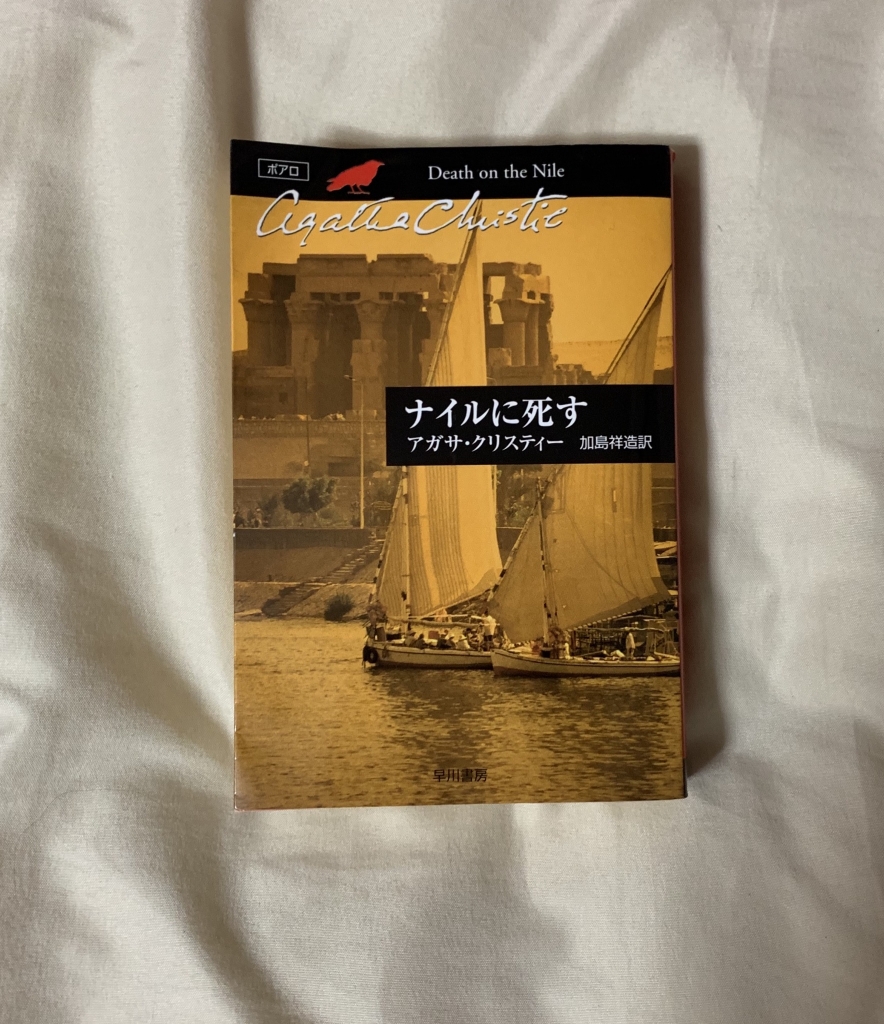 ポアロ
Death on the Nile
Agatha Christie
ナイルに死す
アガサ・クリスティー 加島祥造訳
早川書房